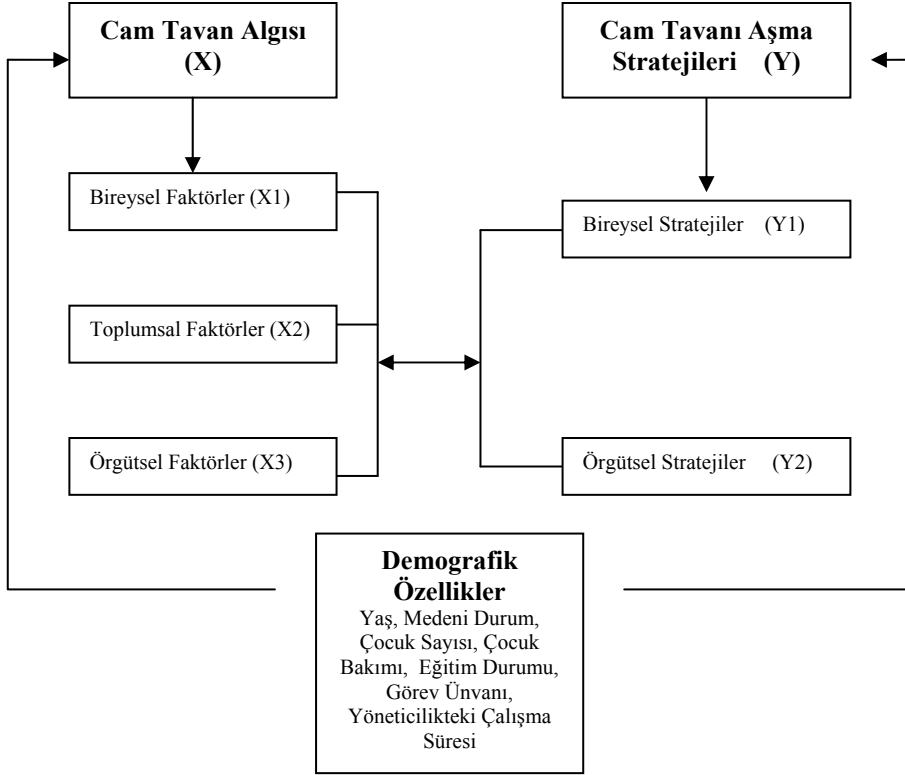 Cam Tavan Algısı
(X)
Cam Tavanı Aşma
Stratejileri (Y)
Bireysel Faktörler (X1)
Bireysel Stratejiler (Y1)
Toplumsal Faktörler (X2)
Örgütsel Faktörler (X3)
Örgütsel Stratejiler (Y2)
Demografik
Özellikler
Yaş, Medeni Durum,
Çocuk Sayısı, Çocuk
Bakımı, Eğitim Durumu,
Görev Ünvanı,
Yöneticilikteki Çalışma
Süresi